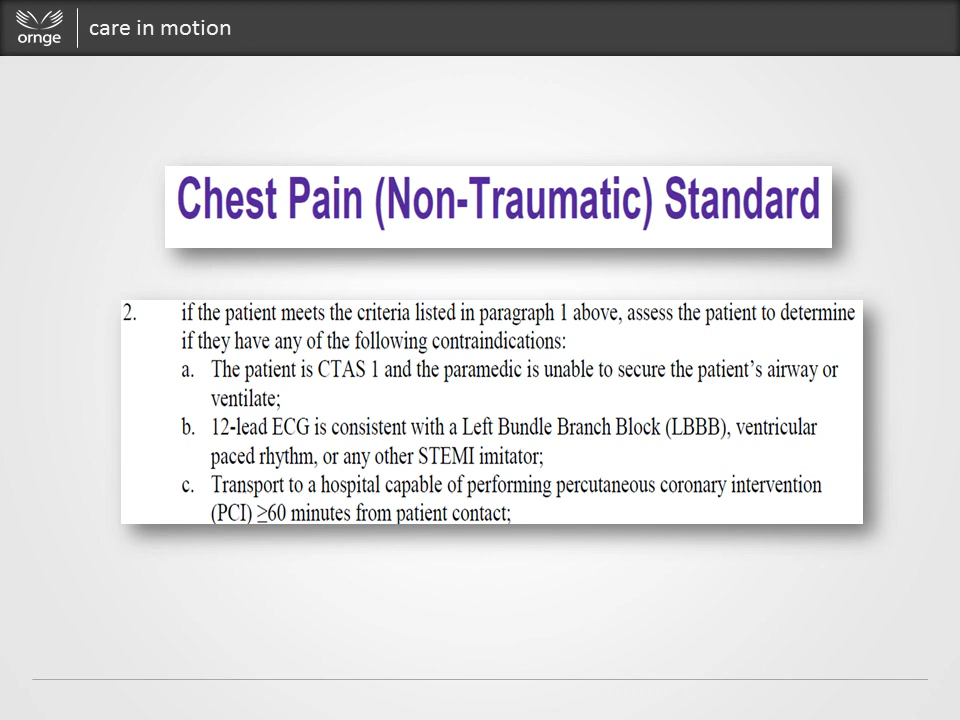 ornge
care in motion
Chest Pain (Non-Traumatic) Standard
2. if the patient meets the criteria listed in paragraph 1 above, assess the patient to determine
if they have any of the following contraindications:
a. The patient is CTAS 1 and the paramedic is unable to secure the patient's airway or
ventilate;
b. 12-lead ECG is consistent with a Left Bundle Branch Block (LBBB), ventricular
paced rhythm, or any other STEMI imitator;
c. Transport to a hospital capable of performing percutaneous coronary intervention
(PCI) ≥60 minutes from patient contact;